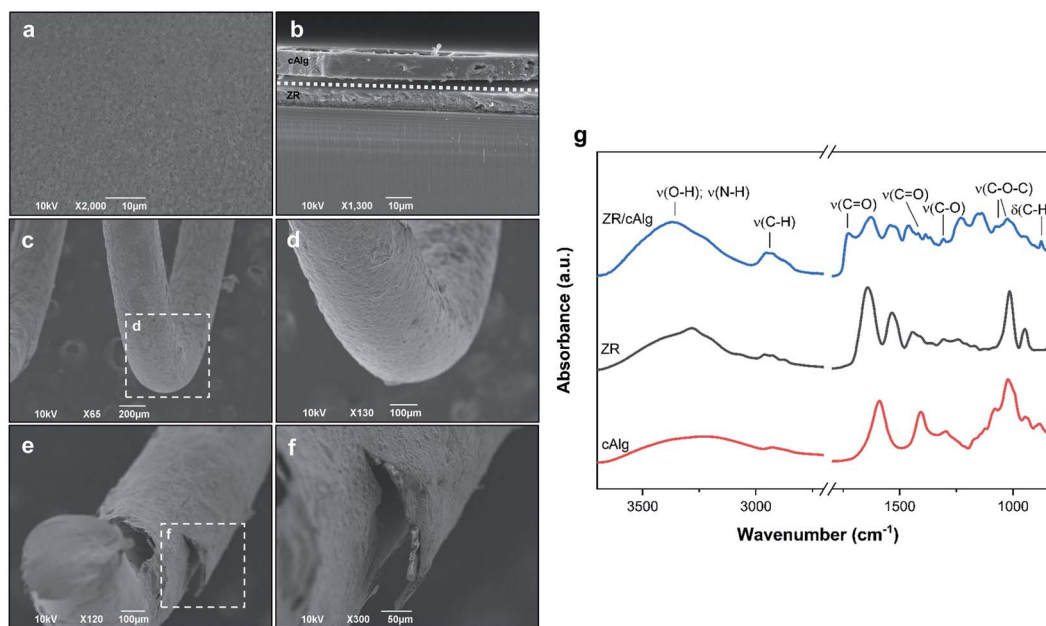 a
10kV X2,000 10μm
b
cAlg
ZR
10kV X1,300 10μm
c
d
10kV X65 200μm
d
10kV X130 100μm
e
f
10kV X120 100μm
f
10kV X300 50μm
g
ν(O-H); ν(N-H)
ν(C-H)
ν(C=O)
ν(C=O)
ν(C-O)
ν(C-O-C)
δ(C-H
ZR/cAlg
ZR
cAlg
Absorbance (a.u.)
3500 3000 1500 1000
Wavenumber (cm⁻¹)